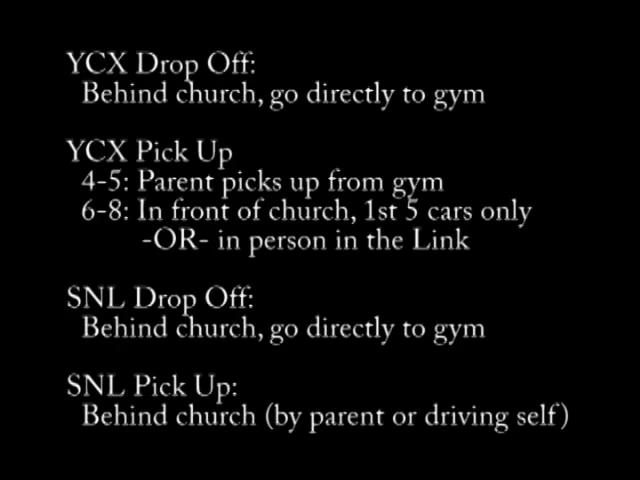 YCX Drop Off:
Behind church, go directly to gym
YCX Pick Up
4-5: Parent picks up from gym
6-8: In front of church, 1st 5 cars only
-OR- in person in the Link
SNL Drop Off:
Behind church, go directly to gym
SNL Pick Up:
Behind church (by parent or driving self)